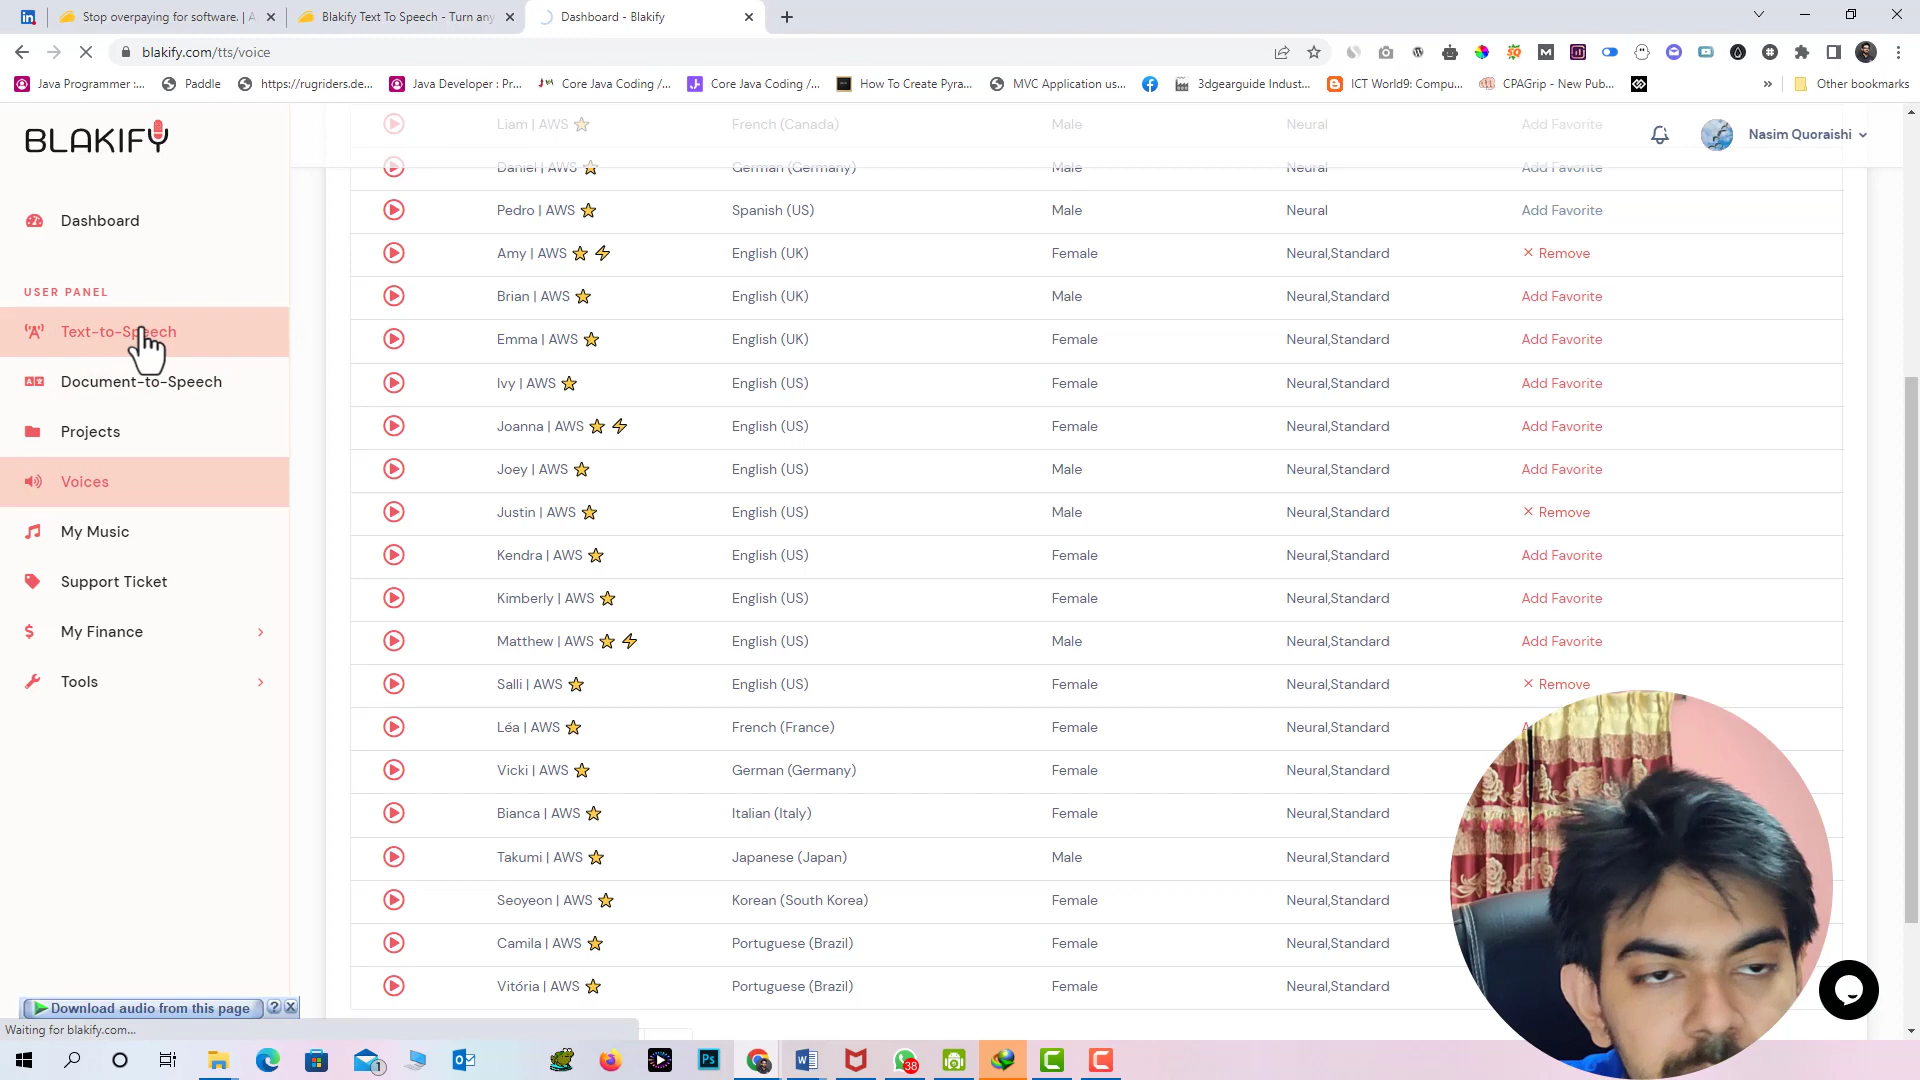 Stop overpaying for software. | A
Blakify Text To Speech - Turn any
Dashboard - Blakify
blakify.com/tts/voice
Java Programmer :...
Paddle
https://rugriders.de...
Java Developer : Pr...
Core Java Coding /...
Core Java Coding /...
How To Create Pyra...
MVC Application us...
3dgearguide Indust...
ICT World9: Compu...
CPAGrip - New Pub...
»
Other bookmarks
BLAKIFY
Nasim Quoraishi
Dashboard
USER PANEL
Text-to-Speech
Document-to-Speech
Projects
Voices
My Music
Support Ticket
My Finance
Tools
Liam | AWS French (Canada) Male Neural Add Favorite
Daniel | AWS German (Germany) Male Neural Add Favorite
Pedro | AWS Spanish (US) Male Neural Add Favorite
Amy | AWS English (UK) Female Neural,Standard × Remove
Brian | AWS English (UK) Male Neural,Standard Add Favorite
Emma | AWS English (UK) Female Neural,Standard Add Favorite
Ivy | AWS English (US) Female Neural,Standard Add Favorite
Joanna | AWS English (US) Female Neural,Standard Add Favorite
Joey | AWS English (US) Male Neural,Standard Add Favorite
Justin | AWS English (US) Male Neural,Standard × Remove
Kendra | AWS English (US) Female Neural,Standard Add Favorite
Kimberly | AWS English (US) Female Neural,Standard Add Favorite
Matthew | AWS English (US) Male Neural,Standard Add Favorite
Salli | AWS English (US) Female Neural,Standard × Remove
Léa | AWS French (France) Female Neural,Standard
Vicki | AWS German (Germany) Female Neural,Standard
Bianca | AWS Italian (Italy) Female Neural,Standard
Takumi | AWS Japanese (Japan) Male Neural,Standard
Seoyeon | AWS Korean (South Korea) Female Neural,Standard
Camila | AWS Portuguese (Brazil) Female Neural,Standard
Vitória | AWS Portuguese (Brazil) Female Neural,Standard
Download audio from this page ? X
Waiting for blakify.com...
1
Ps
38